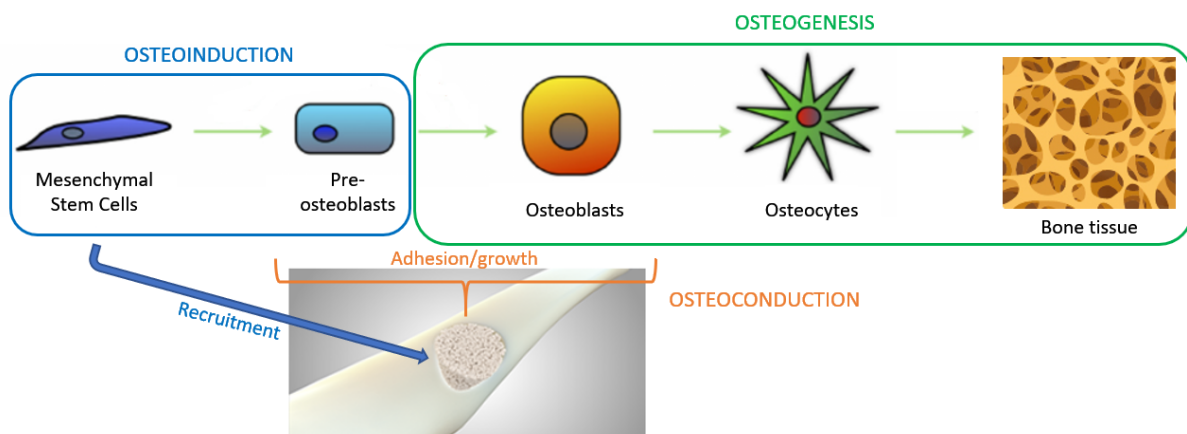 OSTEOGENESIS
OSTEOINDUCTION
Mesenchymal
Stem Cells
Pre-
osteoblasts
Osteoblasts
Osteocytes
Bone tissue
Adhesion/growth
OSTEOCONDUCTION
Recruitment